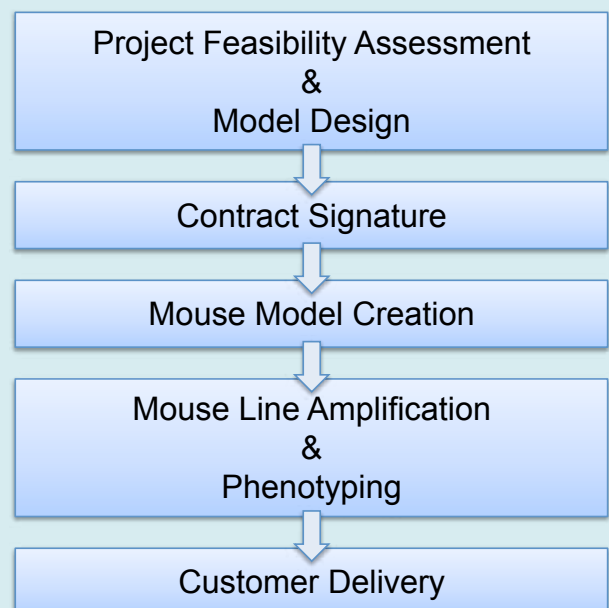 Project Feasibility Assessment
&
Model Design
Contract Signature
Mouse Model Creation
Mouse Line Amplification
&
Phenotyping
Customer Delivery